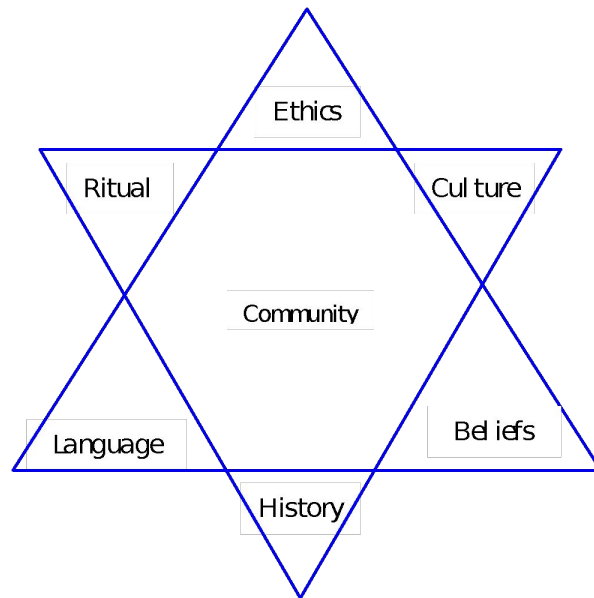 Ethics
Ritual
Culture
Community
Language
Beliefs
History